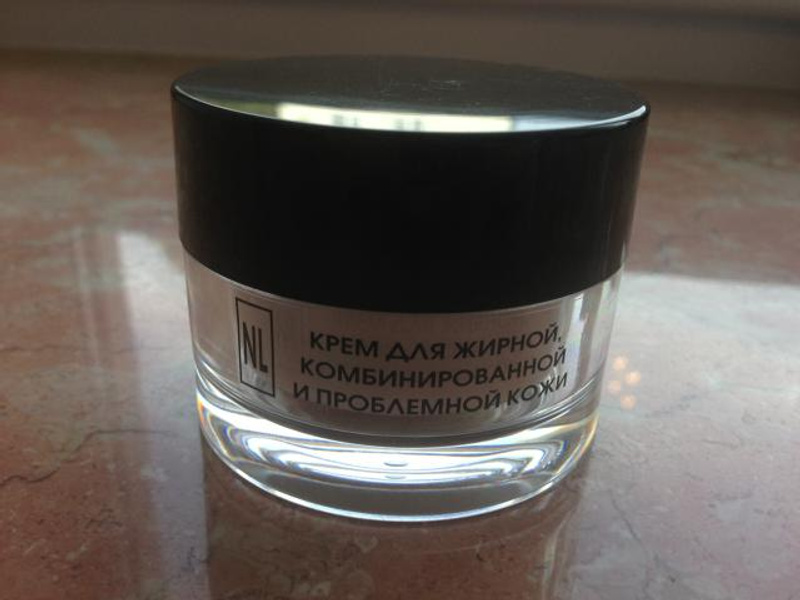 NL
КРЕМ ДЛЯ ЖИРНОЙ,
КОМБИНИРОВАННОЙ
И ПРОБЛЕМНОЙ КОЖИ